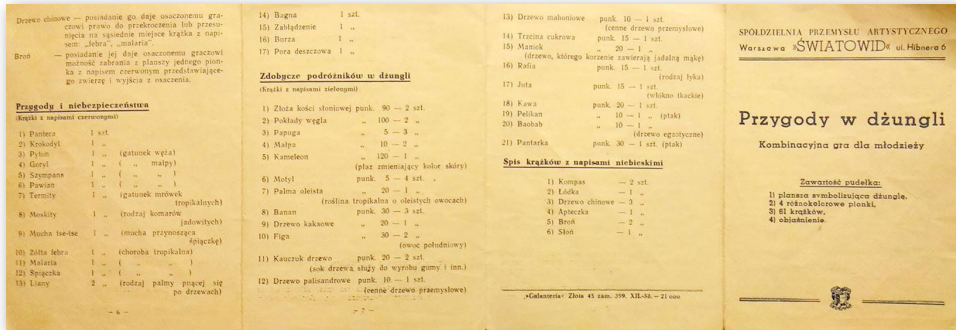 Drzewo chinowe — posiadanie go daje osaczonemu gra-
czowi prawo do przekroczenia lub przesu-
nięcia na sąsiednie miejsce krążka z napi-
sem: „febra", „malaria".
Broń — posiadanie jej daje osaczonemu graczowi
możność zabrania z planszy jednego pion-
ka z napisem czerwonym przedstawiające-
go zwierzę i wyjścia z osaczenia.
Przygody i niebezpieczeństwa
(Krążki z napisami czerwonymi)
1) Pantera 1 szt.
2) Krokodyl 1 „
3) Pyton 1 „ (gatunek węża)
4) Goryl 1 „ ( „ małpy)
5) Szympans 1 „ ( „ „ )
6) Pawian 1 „ ( „ „ )
7) Termity 1 „ (gatunek mrówek
tropikalnych)
8) Moskity 1 „ (rodzaj komarów
jadowitych)
9) Mucha tse-tse 1 „ (mucha przynosząca
śpiączkę)
10) Żółta febra 1 „ (choroba tropikalna)
11) Malaria 1 „ ( „ „ )
12) Śpiączka 1 „ ( „ „ )
13) Liany 2 „ (rodzaj palmy pnącej się
po drzewach)
— 6 —
14) Bagna 1 szt.
15) Zabłądzenie 1 „
16) Burza 1 „
17) Pora deszczowa 1 „
Zdobycze podróżników w dżungli
(Krążki z napisami zielonymi)
1) Złoża kości słoniowej punk. 90 — 2 szt.
2) Pokłady węgla „ 100 — 2 „
3) Papuga „ 5 — 3 „
4) Małpa „ 10 — 2 „
5) Kameleon „ 120 — 1 „
(płaz zmieniający kolor skóry)
6) Motyl punk. 5 — 4 szt. „
7) Palma oleista „ 20 — 1 „
(roślina tropikalna o oleistych owocach)
8) Banan punk. 30 — 3 szt.
9) Drzewo kakaowe „ 20 — 1 „
10) Figa „ 30 — 2 „
(owoc południowy)
11) Kauczuk drzewo punk. 20 — 2 szt.
(sok drzewa służy do wyrobu gumy i inn.)
12) Drzewo palisandrowe punk. 10 — 1 szt.
(cenne drzewo przemysłowe)
— 7 —
13) Drzewo mahoniowe punk. 10 — 1 szt.
(cenne drzewo przemysłowe)
14) Trzcina cukrowa punk. 15 — 1 szt.
15) Maniok „ 20 — 1 „
(drzewo, którego korzenie zawierają jadalną mąkę)
16) Rafia punk. 15 — 1 szt.
(rodzaj łyka)
17) Juta punk. 15 — 1 szt.
(włókno tkackie)
18) Kawa punk. 20 — 1 szt.
19) Pelikan „ 10 — 1 „ (ptak)
20) Baobab „ 10 — 1 „
(drzewo egzotyczne)
21) Pantarka punk. 30 — 1 szt. (ptak)
Spis krążków z napisami niebieskimi
1) Kompas — 2 szt.
2) Łódka — 1 „
3) Drzewo chinowe — 3 „
4) Apteczka — 1 „
5) Broń — 2 „
6) Słoń — 1 „
„Galanteria" Złota 45 zam. 399. XII.-52. — 21 000
SPÓŁDZIELNIA PRZEMYSŁU ARTYSTYCZNEGO
Warszawa »ŚWIATOWID« ul. Hibnera 6
Przygody w dżungli
Kombinacyjna gra dla młodzieży
Zawartość pudełka:
1) plansza symbolizująca dżunglę,
2) 4 różnokolorowe pionki,
3) 61 krążków,
4) objaśnienie.